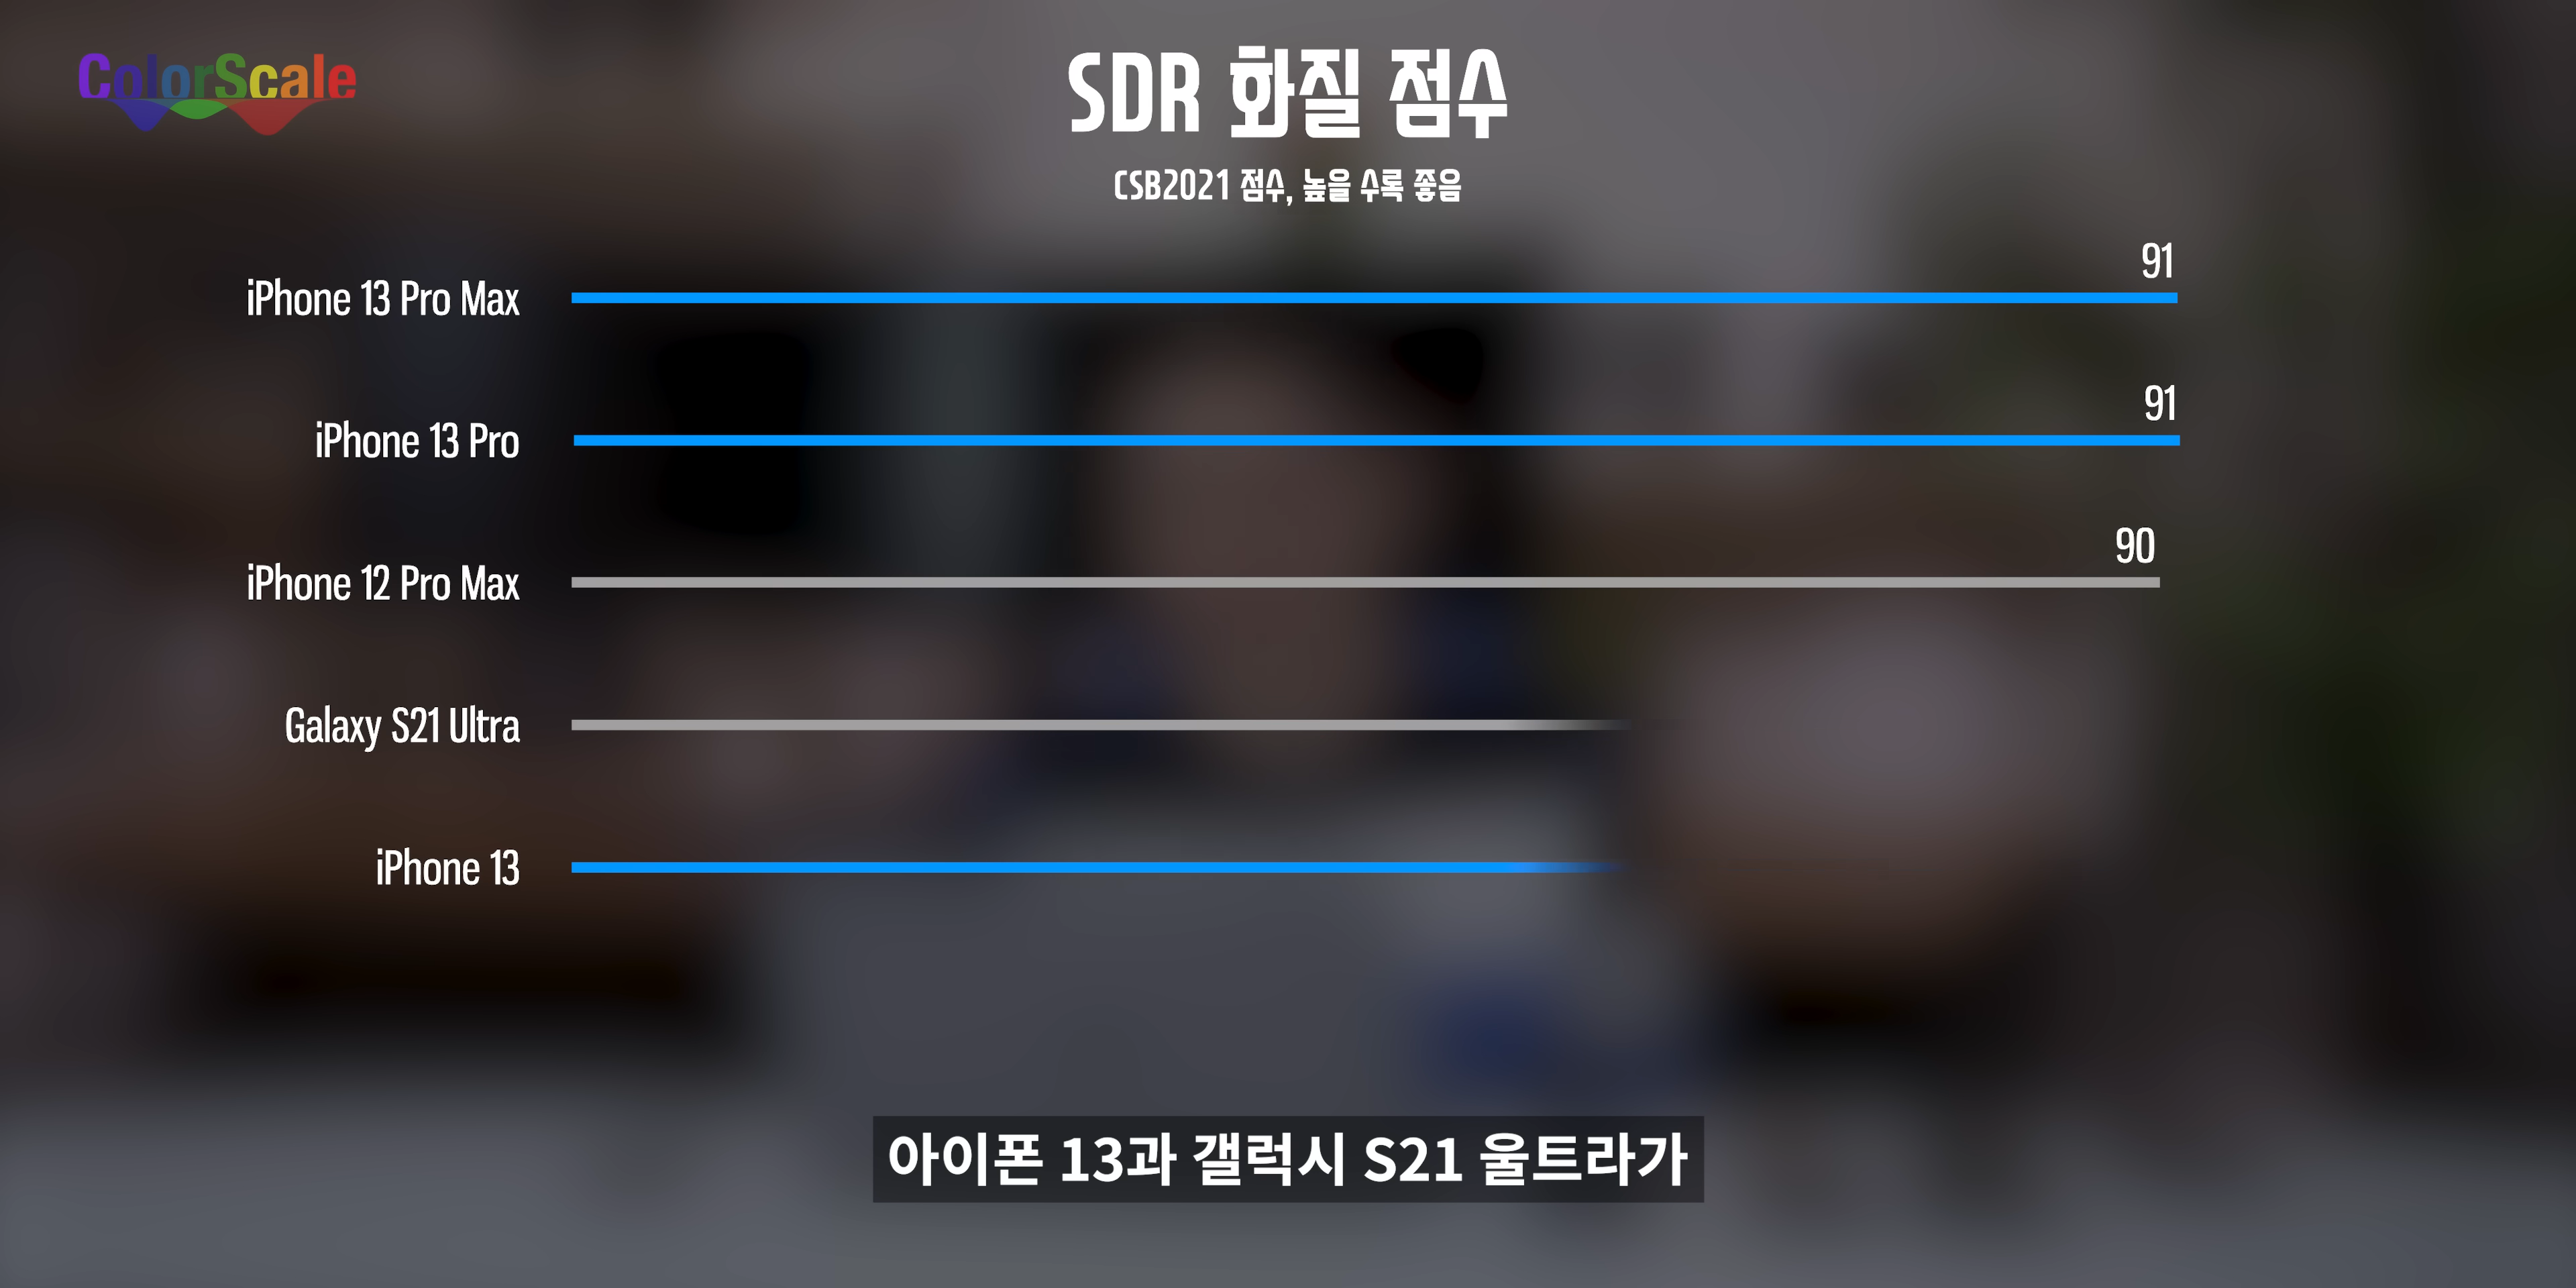 ColorScale
SDR 화질 점수
CSB2021 점수, 높을 수록 좋음
iPhone 13 Pro Max 91
iPhone 13 Pro 91
iPhone 12 Pro Max 90
Galaxy S21 Ultra
iPhone 13
아이폰 13과 갤럭시 S21 울트라가